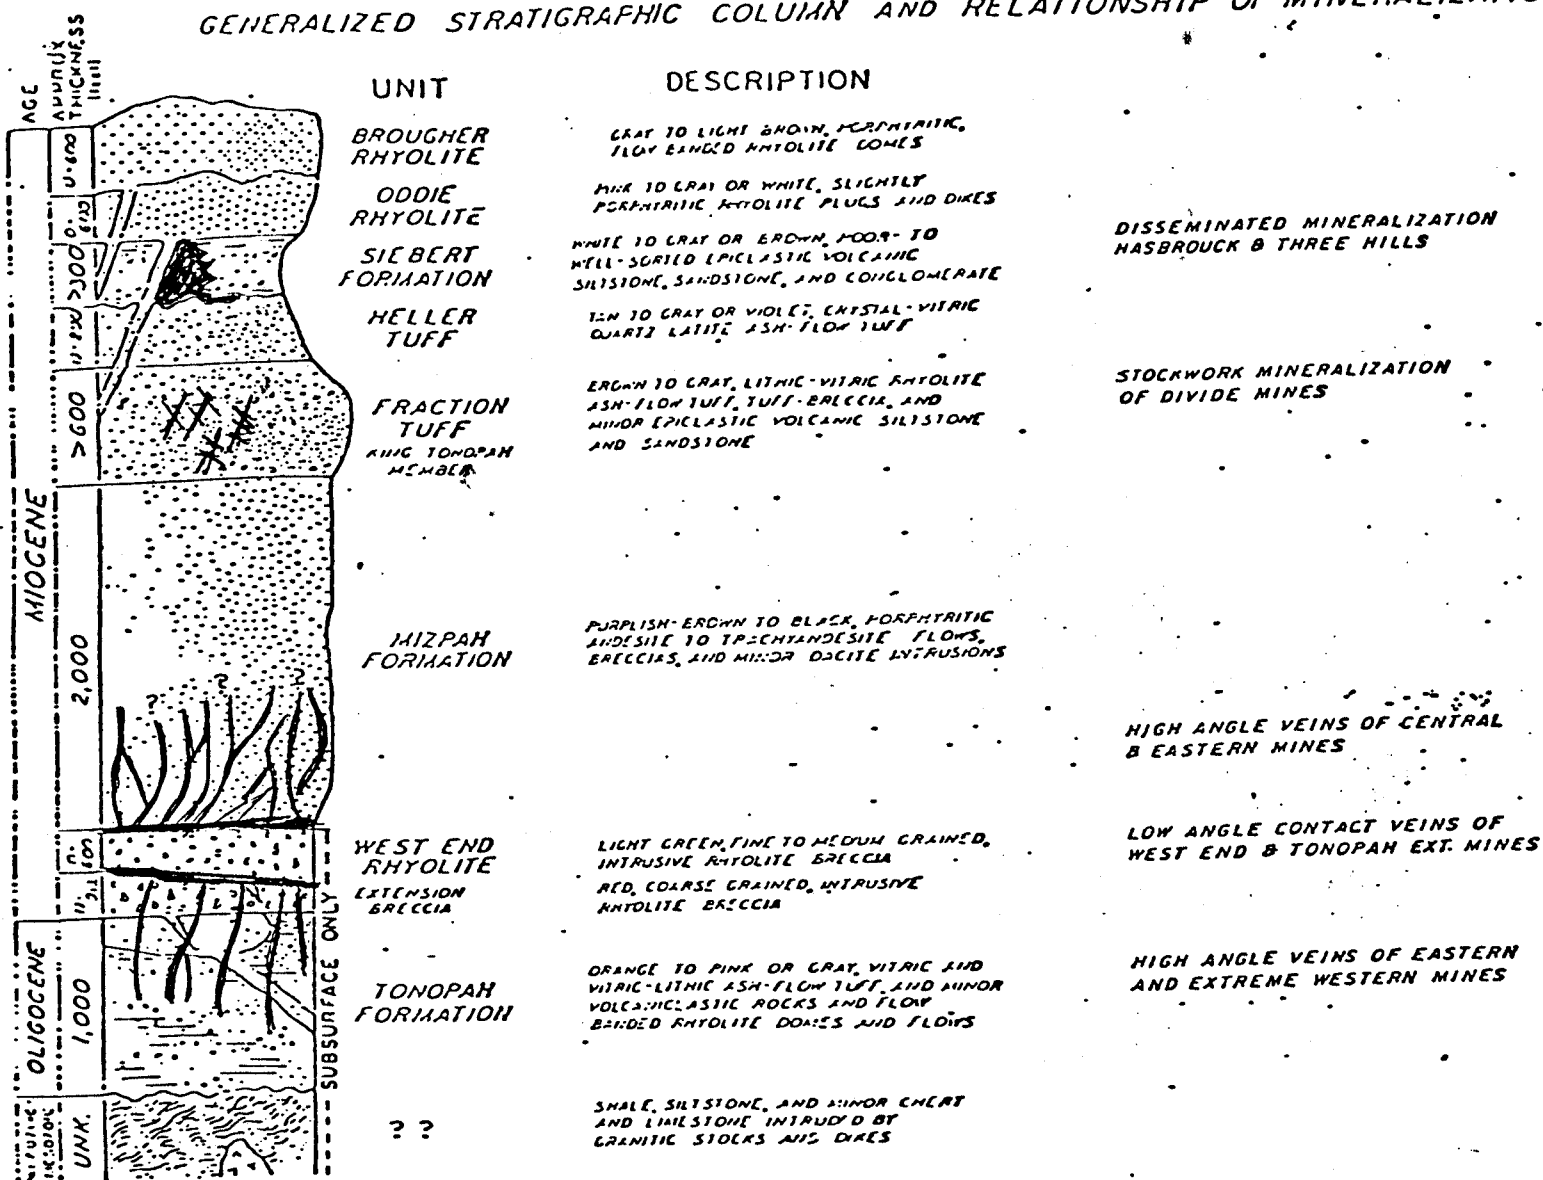 GENERALIZED STRATIGRAPHIC COLUMN AND RELATIONSHIP OF
AGE
THICKNESS
UNIT
DESCRIPTION
BROUGHER
RHYOLITE
GRAY TO LIGHT BROWN, PORPHYRITIC,
FLOW BANDED RHYOLITE DOMES
ODDIE
RHYOLITE
PINK TO GRAY OR WHITE, SLIGHTLY
PORPHYRITIC RHYOLITE PLUGS AND DIKES
>300
SIEBERT
FORMATION
WHITE TO GRAY OR BROWN, POOR- TO
WELL-SORTED EPICLASTIC VOLCANIC
SILTSTONE, SANDSTONE, AND CONGLOMERATE
DISSEMINATED MINERALIZATION
HASBROUCK & THREE HILLS
HELLER
TUFF
TAN TO GRAY OR VIOLET, CRYSTAL-VITRIC
QUARTZ LATITE ASH-FLOW TUFF
>600
FRACTION
TUFF
KING TONOPAH
MEMBER
BROWN TO GRAY, LITHIC-VITRIC RHYOLITE
ASH-FLOW TUFF, TUFF-BRECCIA, AND
MINOR EPICLASTIC VOLCANIC SILTSTONE
AND SANDSTONE
STOCKWORK MINERALIZATION
OF DIVIDE MINES
MIOCENE
2,000
MIZPAH
FORMATION
PURPLISH-BROWN TO BLACK, PORPHYRITIC
ANDESITE TO TRACHYANDESITE FLOWS,
BRECCIAS, AND MINOR DACITE INTRUSIONS
? ? ?
HIGH ANGLE VEINS OF CENTRAL
& EASTERN MINES
WEST END
RHYOLITE
LIGHT GREEN, FINE TO MEDIUM GRAINED,
INTRUSIVE RHYOLITE BRECCIA
LOW ANGLE CONTACT VEINS OF
WEST END & TONOPAH EXT. MINES
EXTENSION
BRECCIA
RED, COARSE GRAINED, INTRUSIVE
RHYOLITE BRECCIA
OLIGOCENE
1,000
SUBSURFACE ONLY
TONOPAH
FORMATION
ORANGE TO PINK OR GRAY, VITRIC AND
VITRIC-LITHIC ASH-FLOW TUFF, AND MINOR
VOLCANICLASTIC ROCKS AND FLOW
BANDED RHYOLITE DOMES AND FLOWS
HIGH ANGLE VEINS OF EASTERN
AND EXTREME WESTERN MINES
UNK.
? ?
SHALE, SILTSTONE, AND MINOR CHERT
AND LIMESTONE INTRUD'D BY
GRANITIC STOCKS AND DIKES